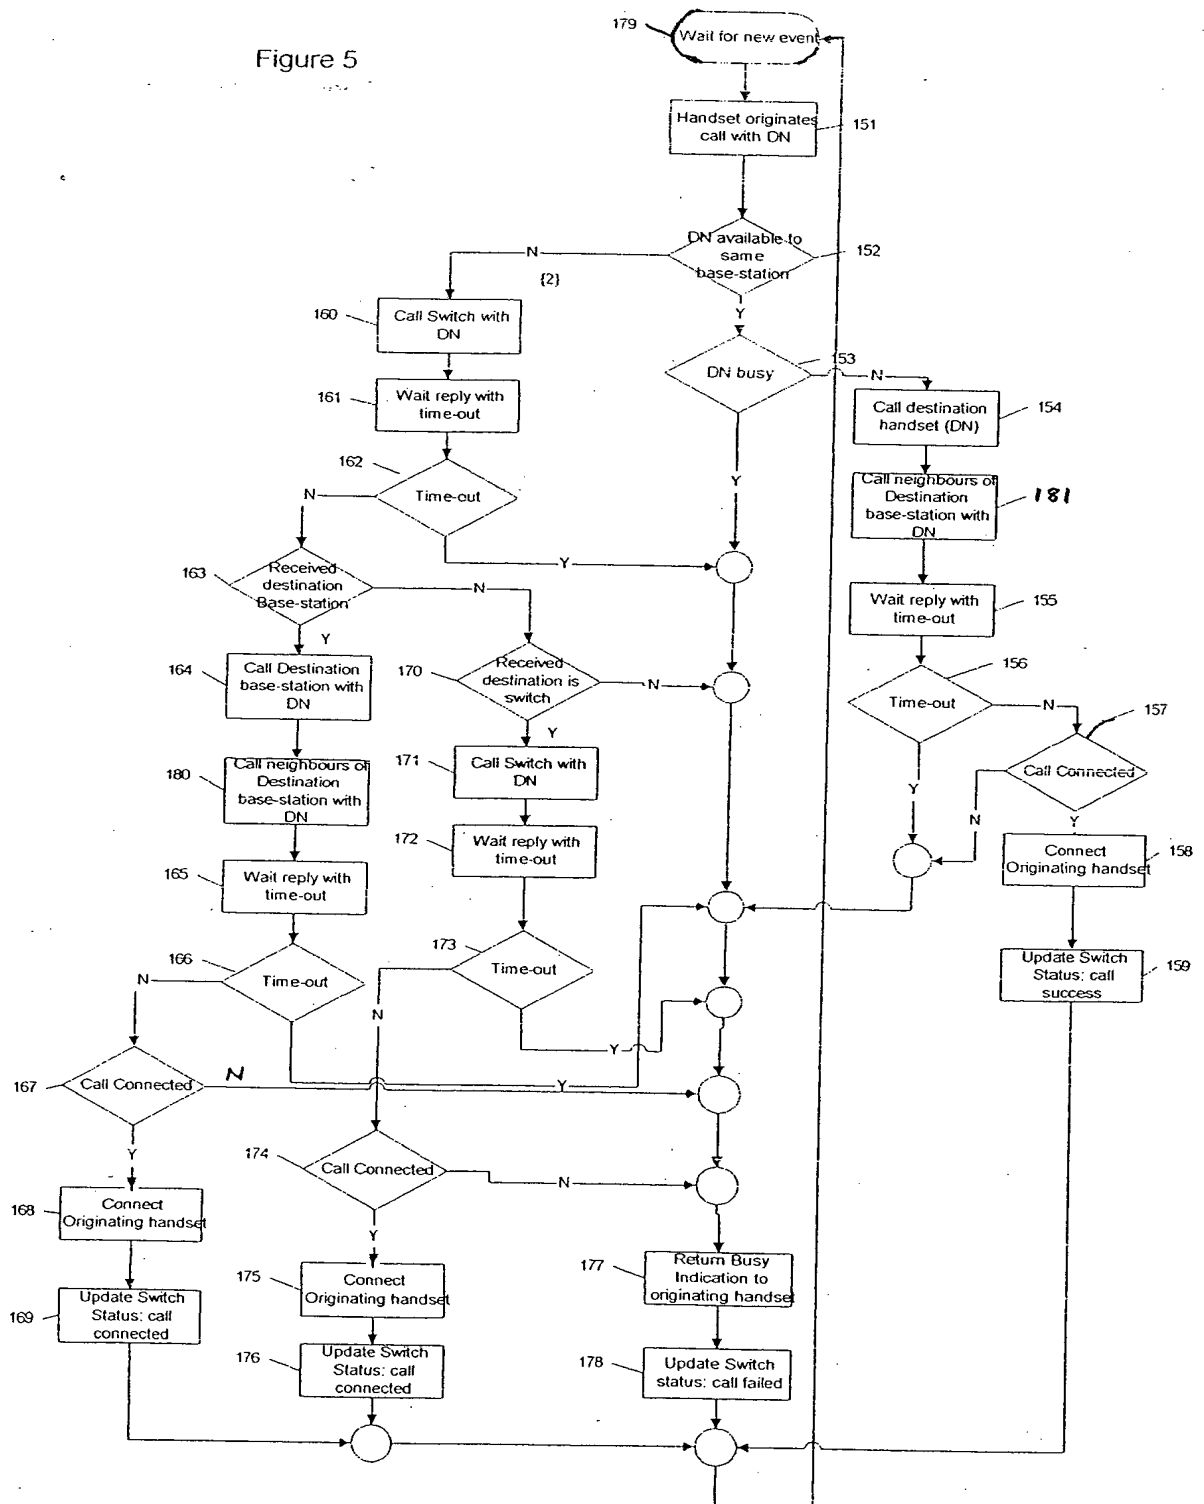 Figure 5
179
Wait for new event
Handset originates
call with DN
151
DN available to
same
base-station
152
N
{2}
Y
160
Call Switch with
DN
DN busy
153
N
Y
161
Wait reply with
time-out
Call destination
handset (DN)
154
162
Time-out
N
Y
Call neighbours of
Destination
base-station with
DN
181
163
Received
destination
Base-station
N
Y
Wait reply with
time-out
155
164
Call Destination
base-station with
DN
170
Received
destination is
switch
N
Y
156
Time-out
N
Y
157
Call Connected
N
Y
180
Call neighbours of
Destination
base-station with
DN
171
Call Switch with
DN
172
Wait reply with
time-out
Connect
Originating handset
158
165
Wait reply with
time-out
173
Time-out
N
Y
Update Switch
Status: call
success
159
166
Time-out
N
Y
167
Call Connected
N
Y
174
Call Connected
N
Y
168
Connect
Originating handset
175
Connect
Originating handset
177
Return Busy
Indication to
originating handset
169
Update Switch
Status: call
connected
176
Update Switch
Status: call
connected
178
Update Switch
status: call failed